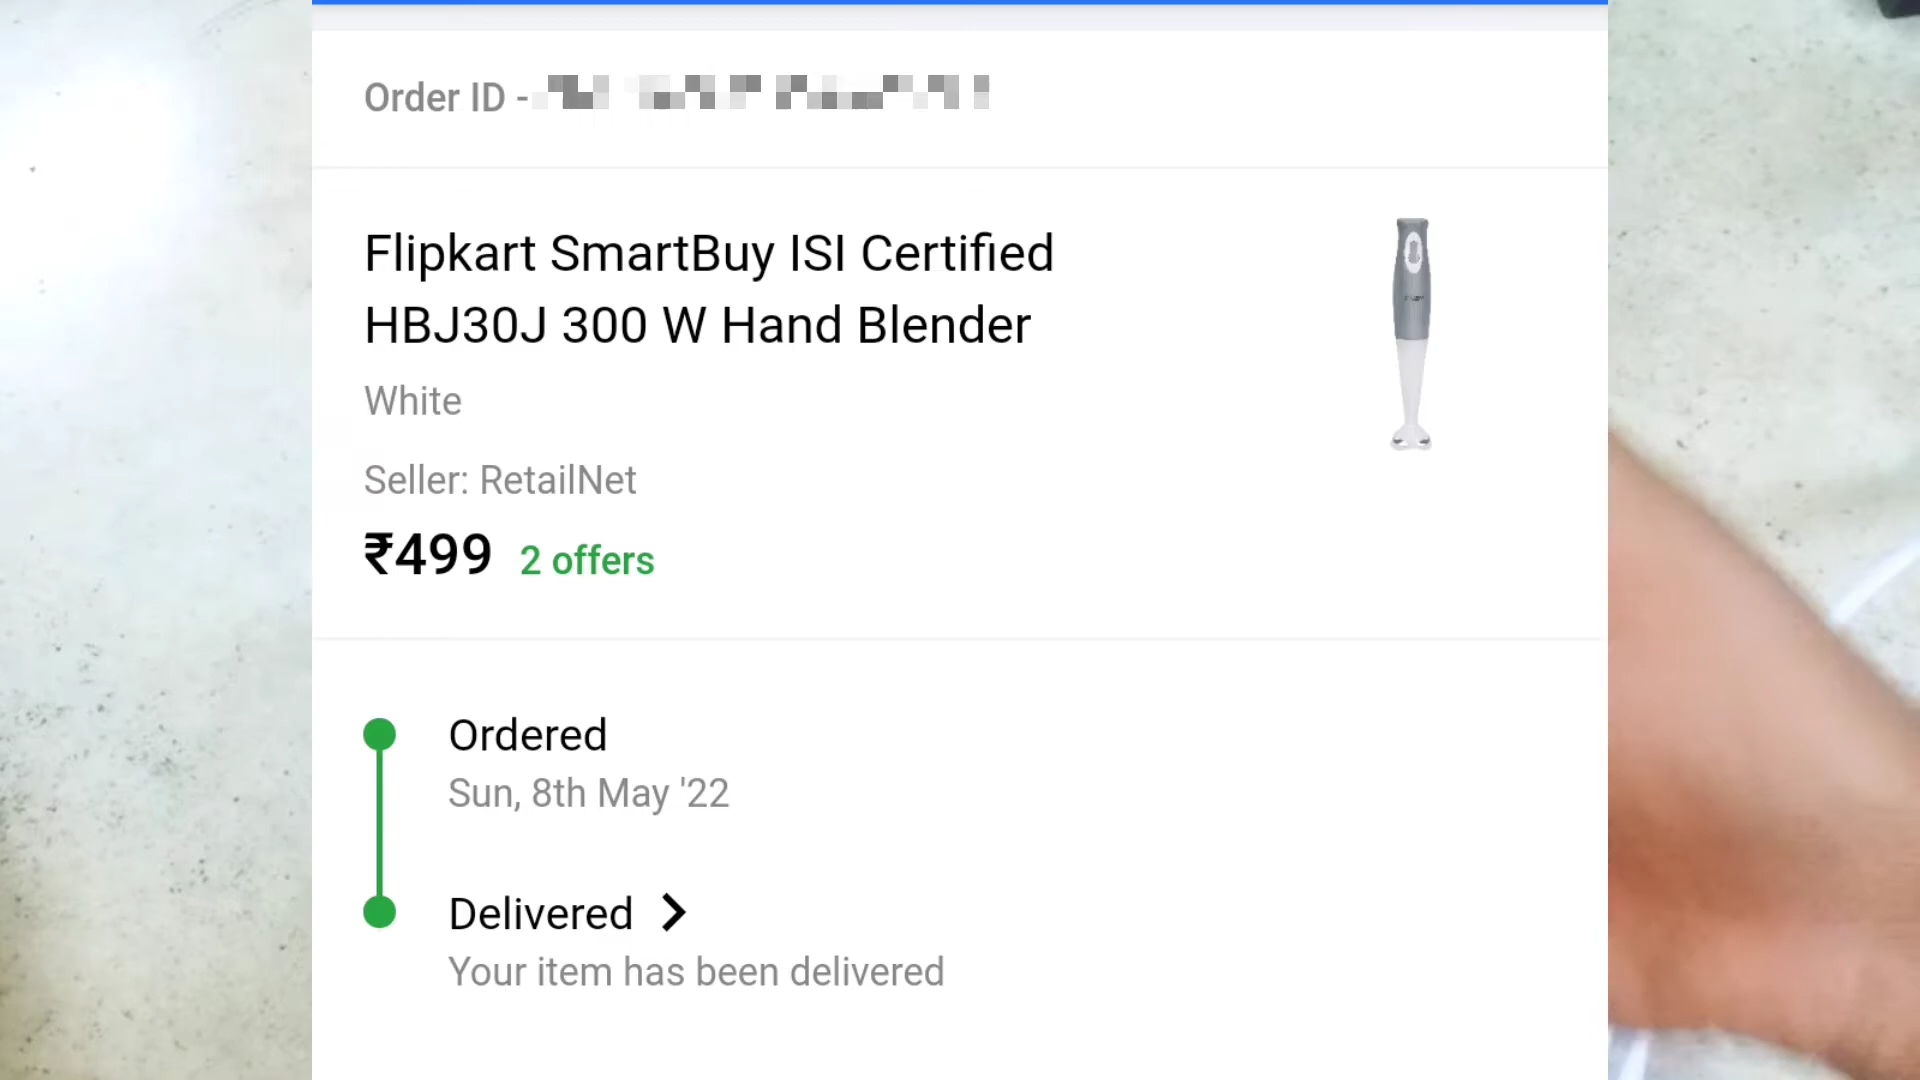 Order ID -
Flipkart SmartBuy ISI Certified
HBJ30J 300 W Hand Blender
White
Seller: RetailNet
₹499 2 offers
Ordered
Sun, 8th May '22
Delivered
Your item has been delivered